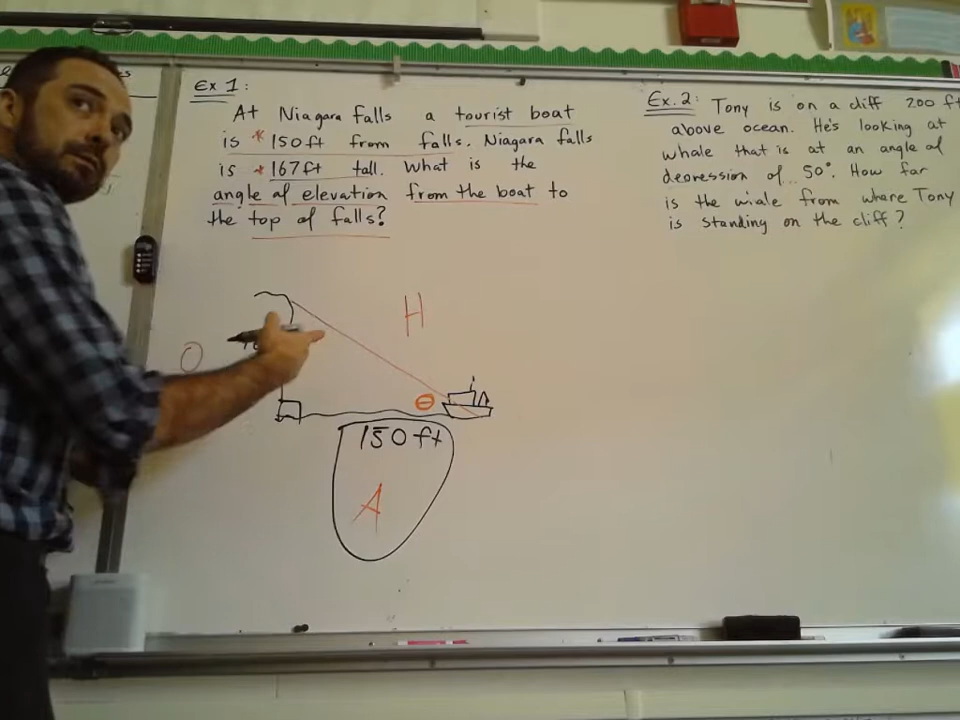 Ex 1:
At Niagara Falls a tourist boat
is * 150ft from falls. Niagara Falls
is * 167ft tall. What is the
angle of elevation from the boat to
the top of falls?
Ex. 2: Tony is on a cliff 200 ft
above ocean. He's looking at
whale that is at an angle of
depression of 50°. How far
is the whale from where Tony
is standing on the cliff?
H
O
Θ
150 ft
A